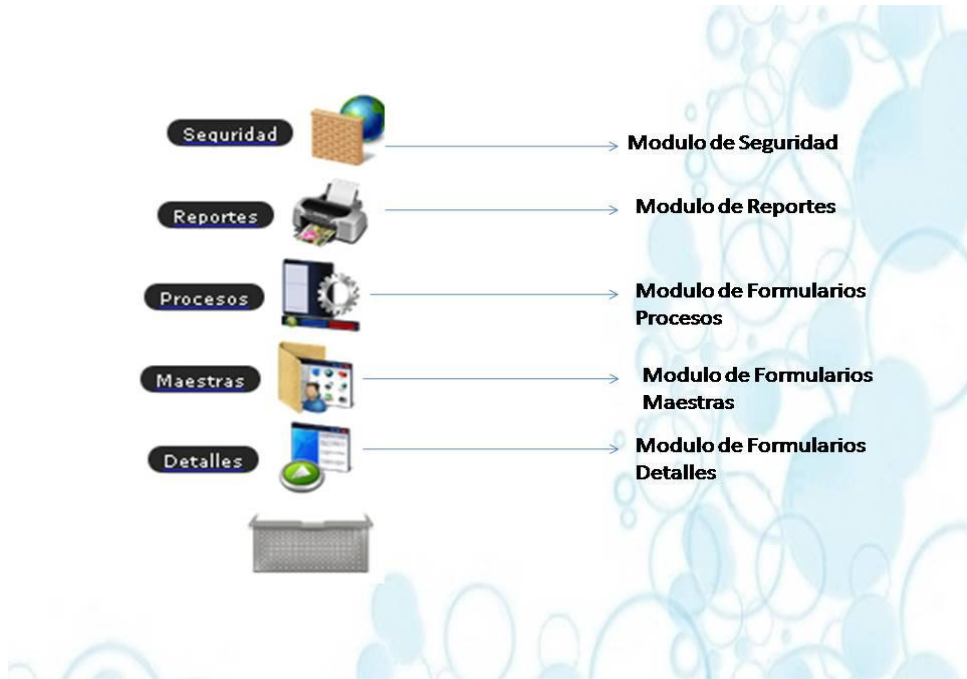 Seguridad
Modulo de Seguridad
Reportes
Modulo de Reportes
Procesos
Modulo de Formularios
Procesos
Maestras
Modulo de Formularios
Maestras
Detalles
Modulo de Formularios
Detalles